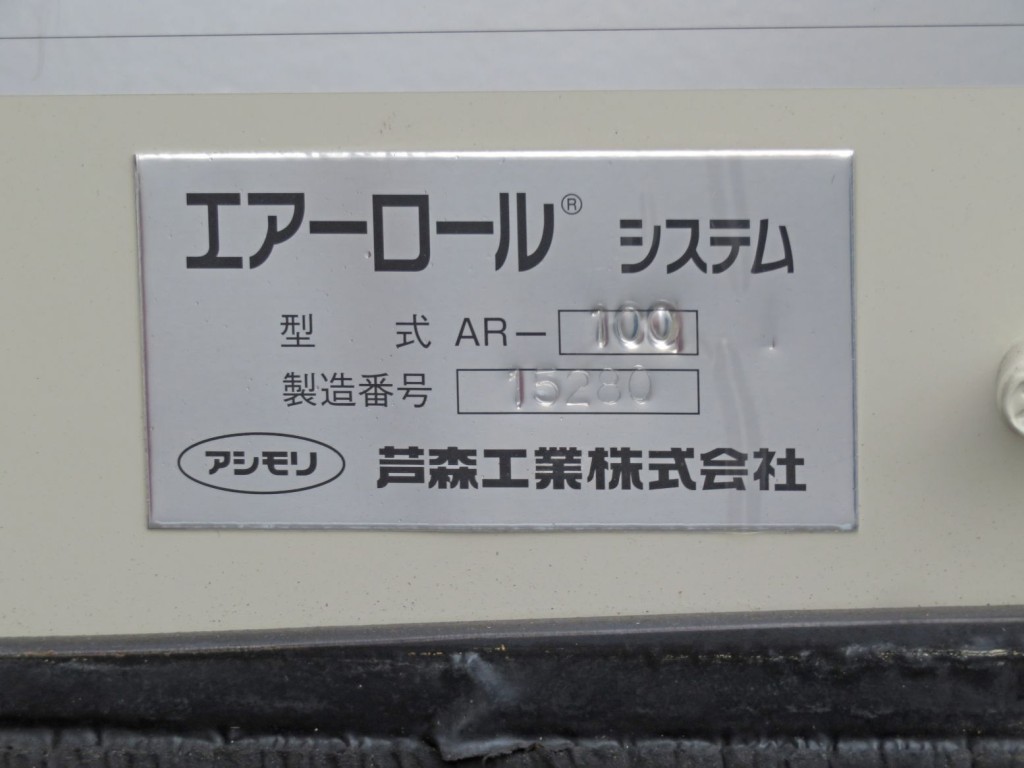 エアーロール® システム
型 式 AR-100
製造番号 15280
アシモリ 芦森工業株式会社